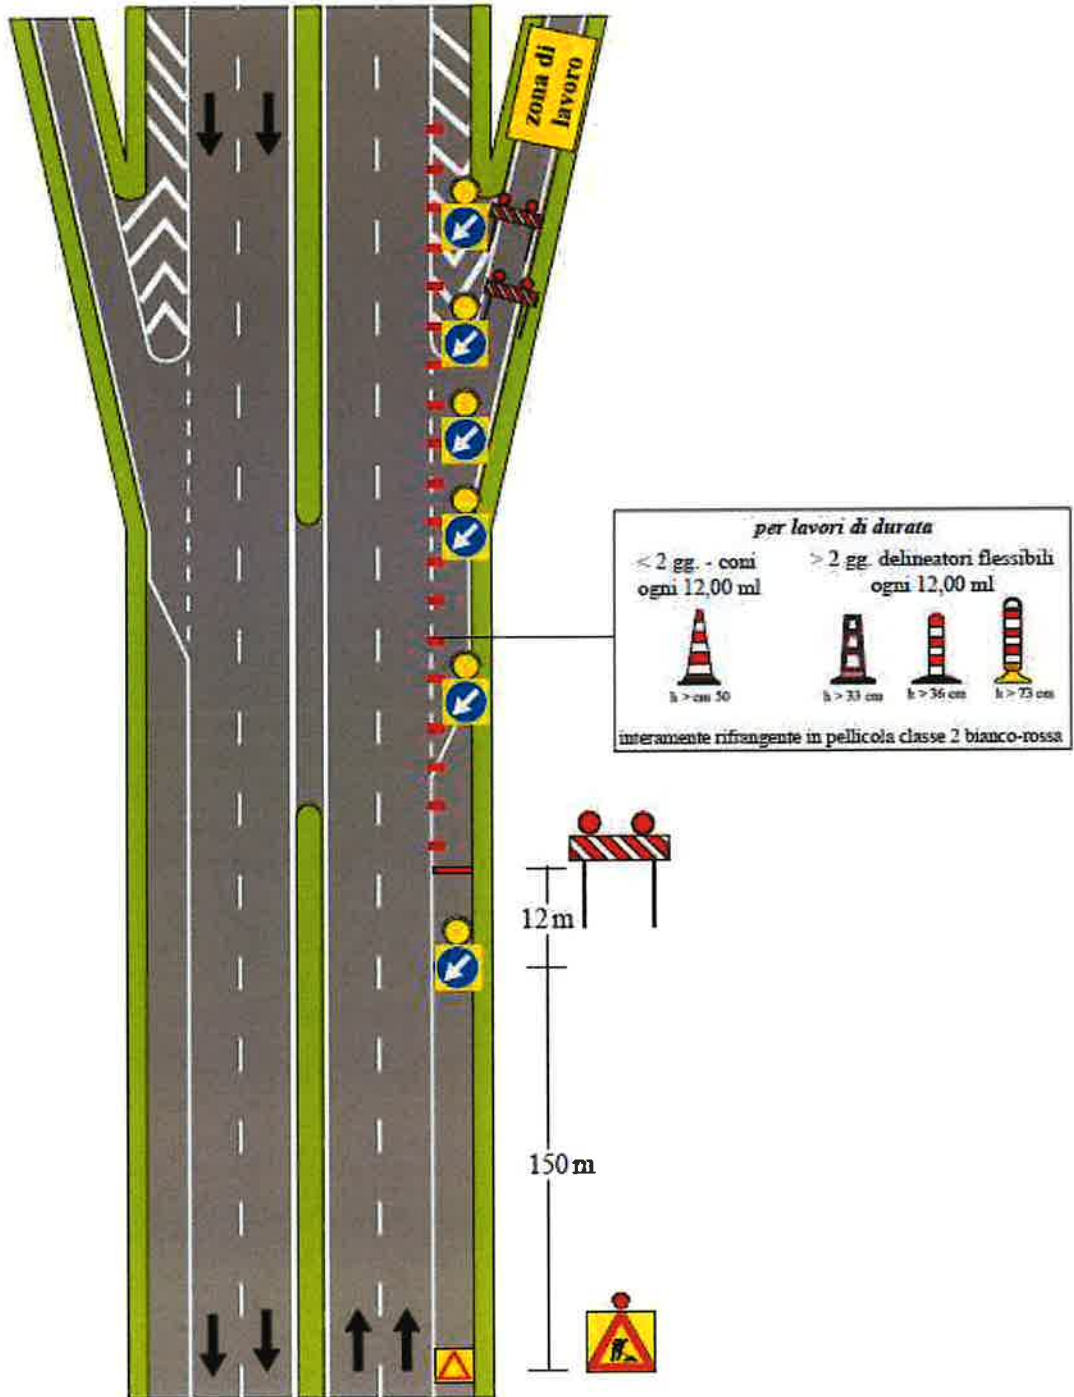 zona di
lavoro
per lavori di durata
< 2 gg. - coni
ogni 12,00 ml
> 2 gg. delineatori flessibili
ogni 12,00 ml
h > cm 50
h > 33 cm
h > 36 cm
h > 73 cm
interamente rifrangente in pellicola classe 2 bianco-rossa
12 m
150 m